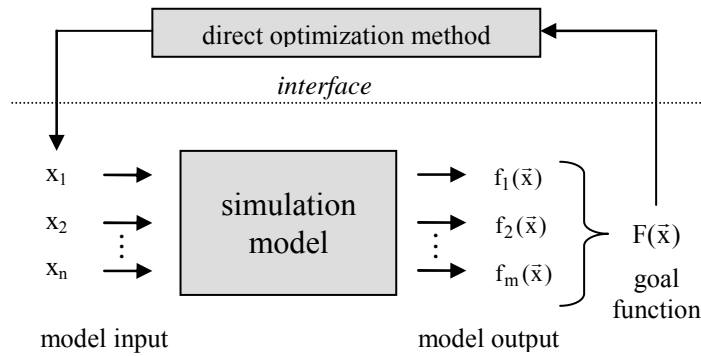 direct optimization method
interface
x₁
f₁(x⃗)
x₂
simulation
model
f₂(x⃗)
F(x⃗)
xₙ
fₘ(x⃗)
goal
function
model input
model output